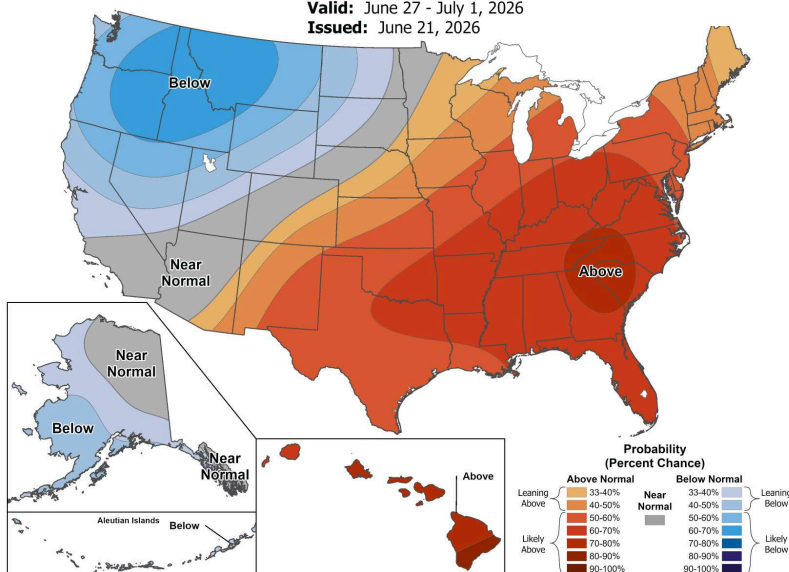 Valid: June 27 - July 1, 2026
Issued: June 21, 2026
Below
Near
Normal
Above
Near
Normal
Below
Near
Normal
Aleutian Islands
Below
Above
Probability
(Percent Chance)
Above Normal
Below Normal
Leaning
Above
33-40%
40-50%
Likely
Above
50-60%
60-70%
70-80%
80-90%
90-100%
Near
Normal
33-40%
40-50%
Leaning
Below
50-60%
60-70%
70-80%
80-90%
90-100%
Likely
Below